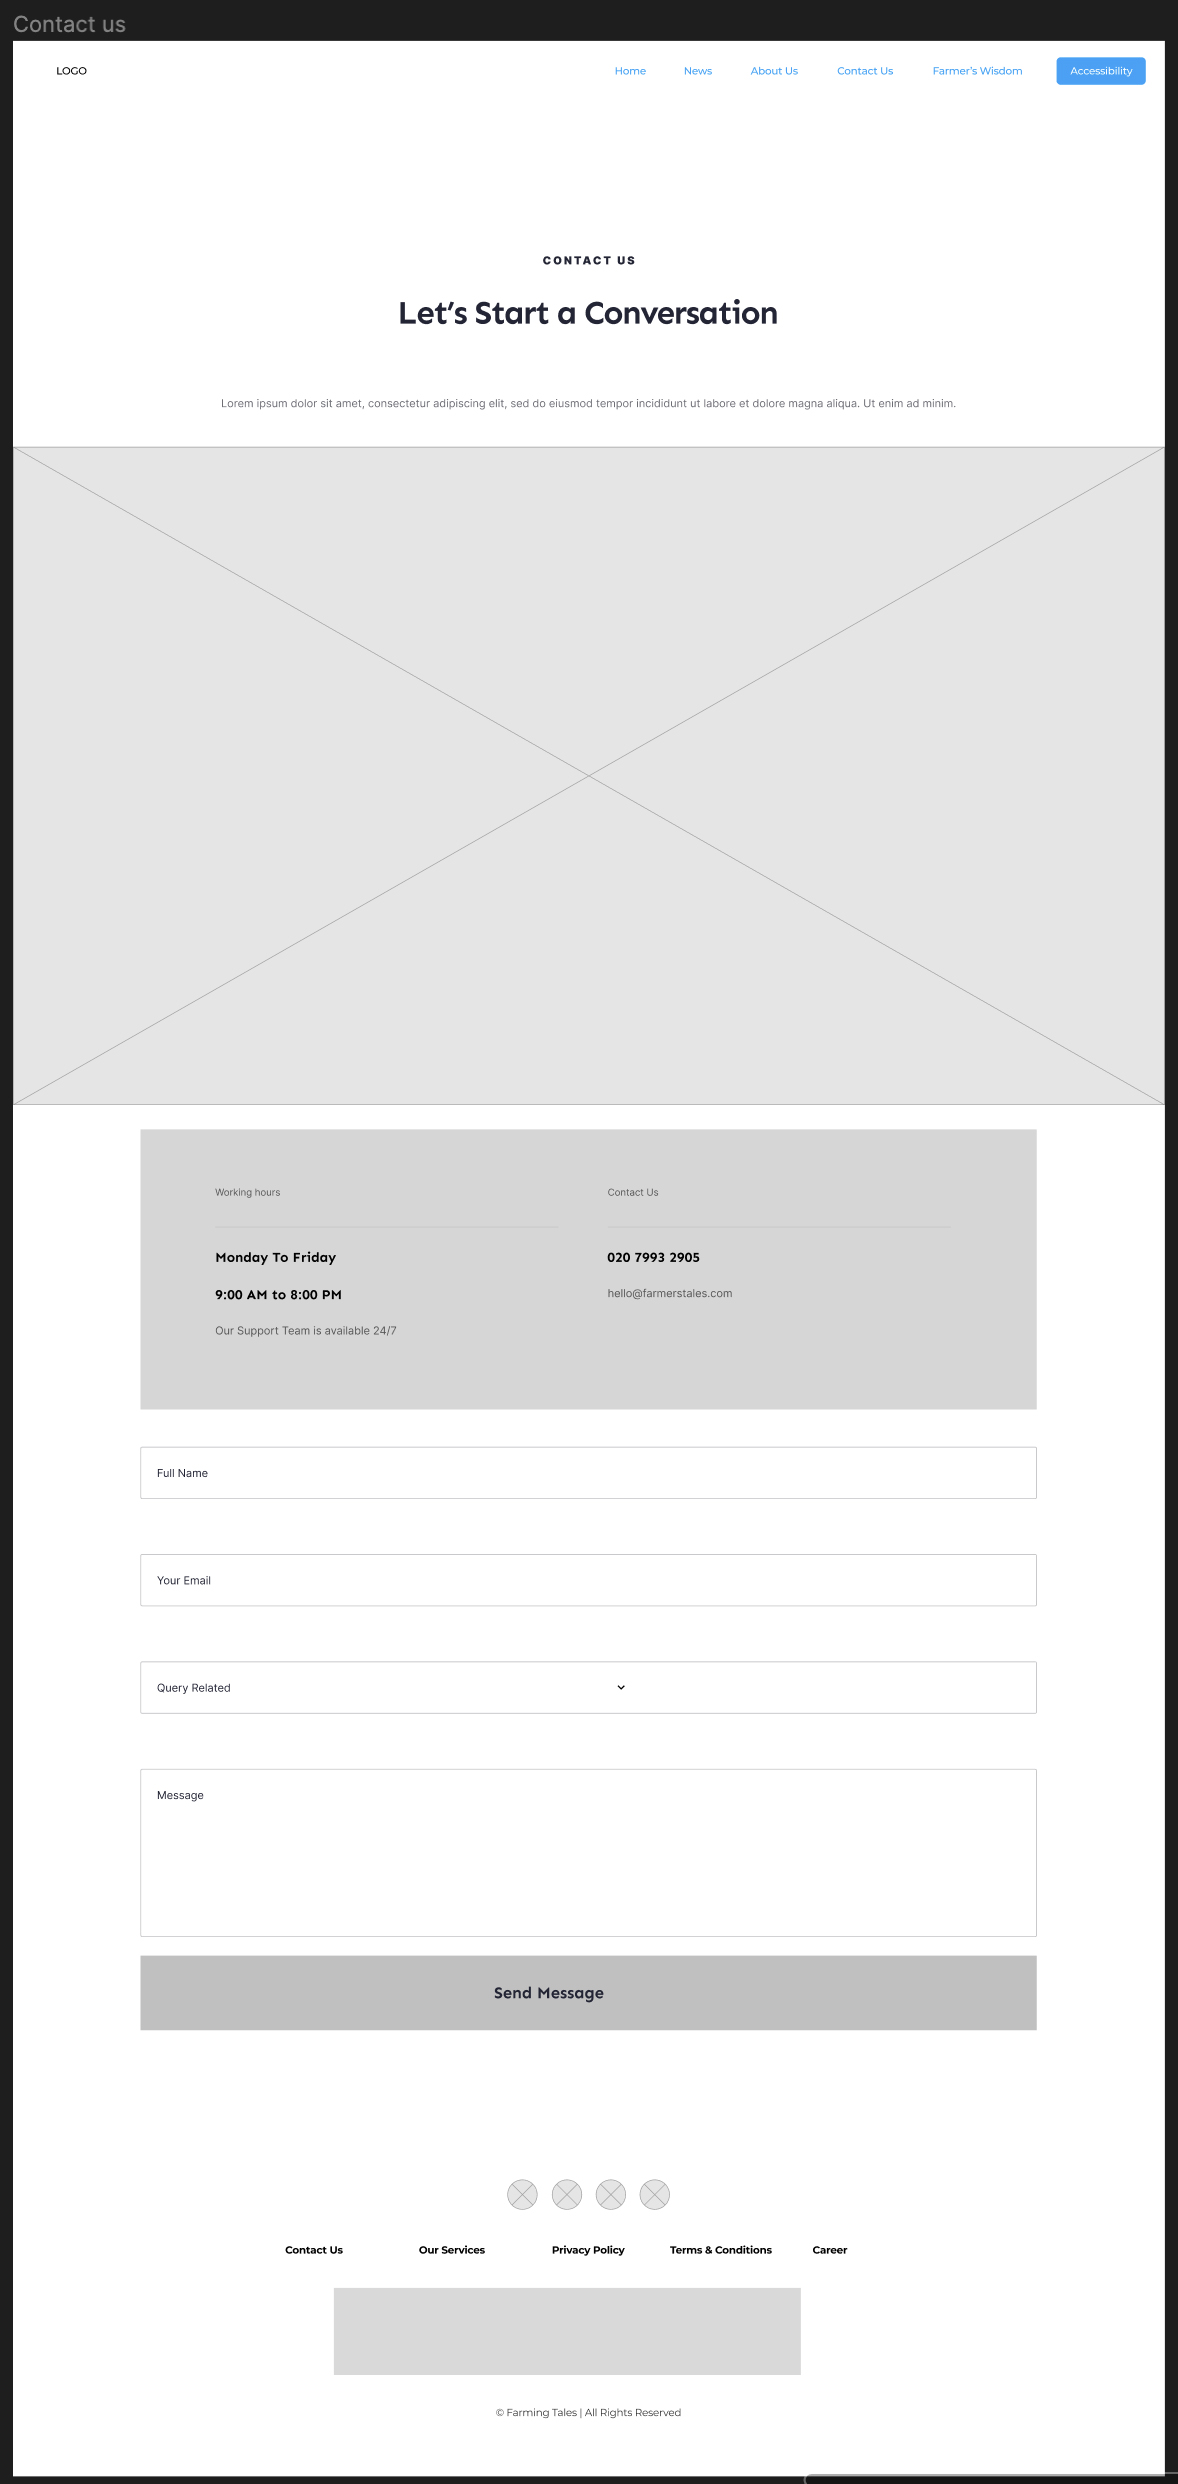 Contact us
LOGO
Home News About Us Contact Us Farmer's Wisdom Accessibility
CONTACT US
Let's Start a Conversation
Lorem ipsum dolor sit amet, consectetur adipiscing elit, sed do eiusmod tempor incididunt ut labore et dolore magna aliqua. Ut enim ad minim.
Working hours
Monday To Friday
9:00 AM to 8:00 PM
Our Support Team is available 24/7
Contact Us
020 7993 2905
hello@farmerstales.com
Full Name
Your Email
Query Related
Message
Send Message
Contact Us Our Services Privacy Policy Terms & Conditions Career
© Farming Tales | All Rights Reserved